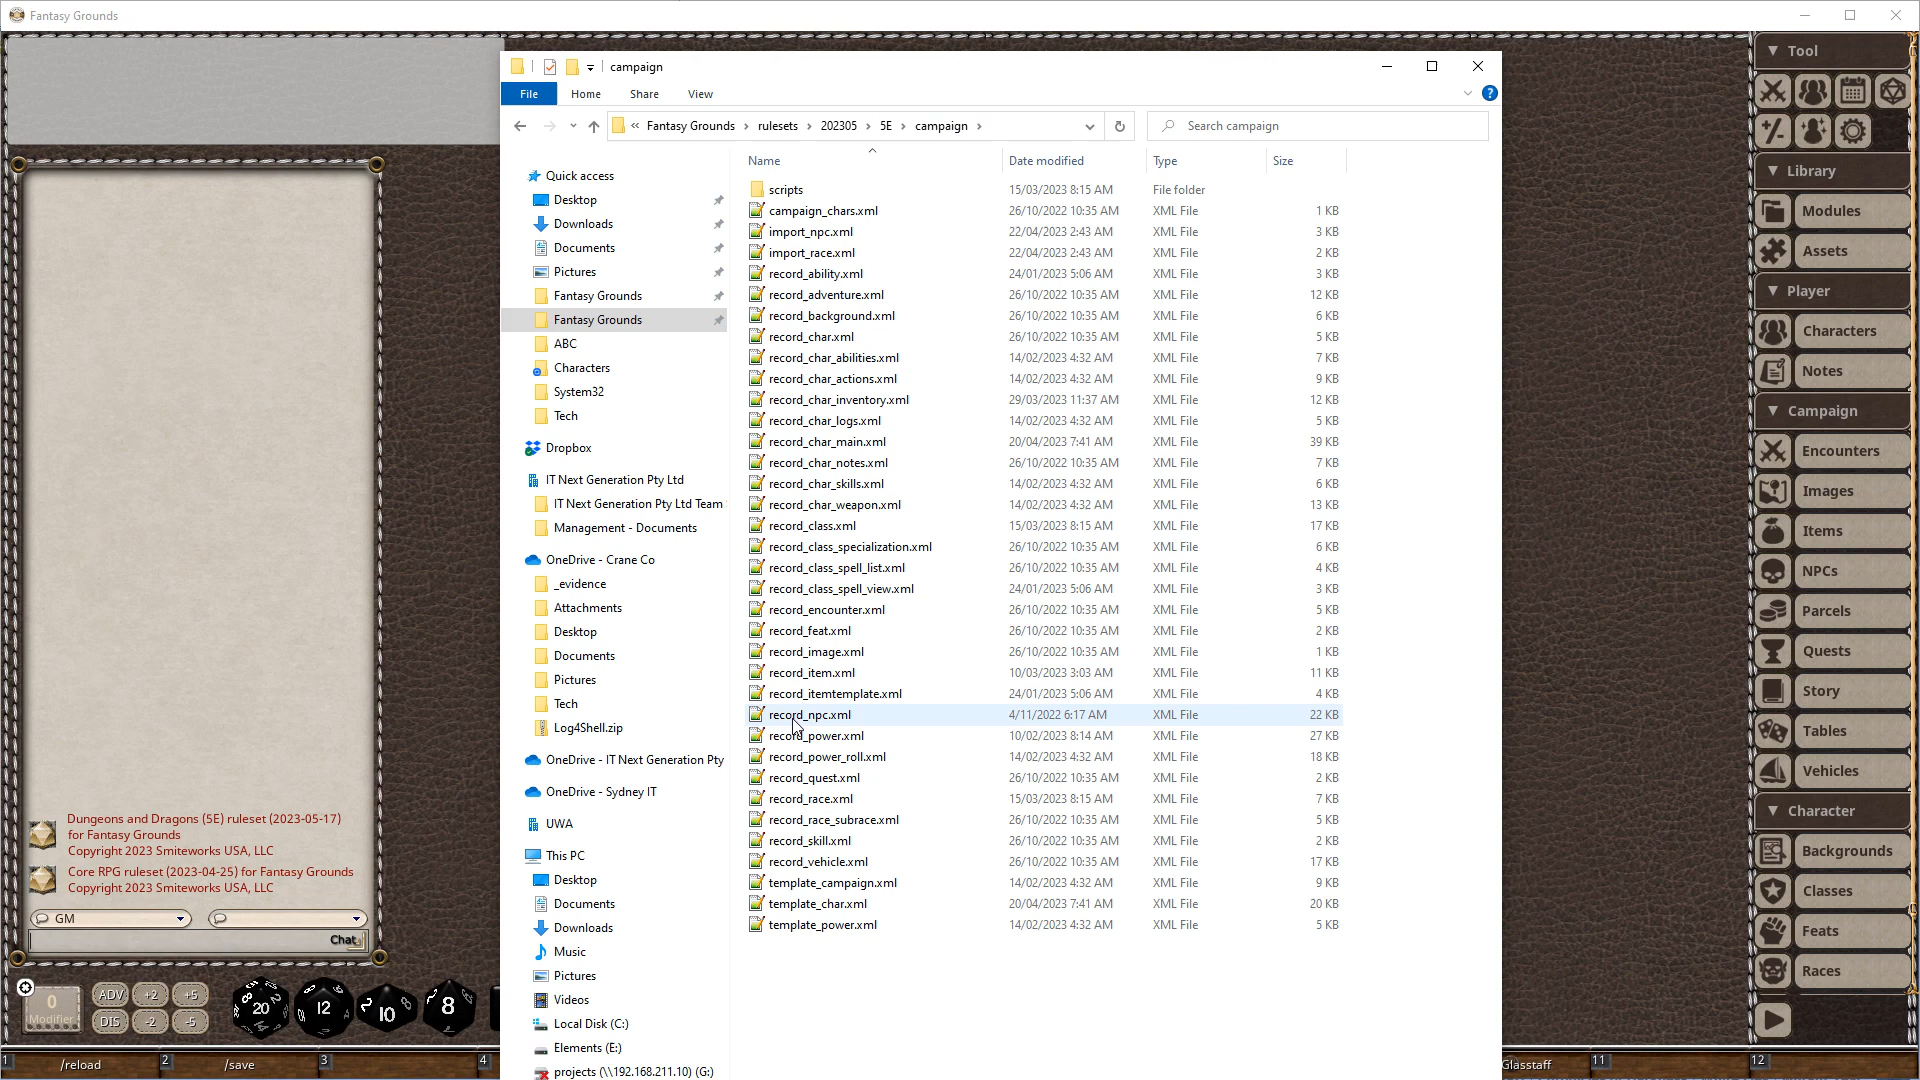 Fantasy Grounds
campaign
File
Home
Share
View
Fantasy Grounds
rulesets
202305
5E
campaign
Search campaign
Name
Date modified
Type
Size
Quick access
Desktop
Downloads
Documents
Pictures
Fantasy Grounds
Fantasy Grounds
ABC
Characters
System32
Tech
Dropbox
IT Next Generation Pty Ltd
IT Next Generation Pty Ltd Team
Management - Documents
OneDrive - Crane Co
_evidence
Attachments
Desktop
Documents
Pictures
Tech
Log4Shell.zip
OneDrive - IT Next Generation Pty
OneDrive - Sydney IT
UWA
This PC
Desktop
Documents
Downloads
Music
Pictures
Videos
Local Disk (C:)
Elements (E:)
projects (\\192.168.211.10) (G:)
scripts 15/03/2023 8:15 AM File folder
campaign_chars.xml 26/10/2022 10:35 AM XML File 1 KB
import_npc.xml 22/04/2023 2:43 AM XML File 3 KB
import_race.xml 22/04/2023 2:43 AM XML File 2 KB
record_ability.xml 24/01/2023 5:06 AM XML File 3 KB
record_adventure.xml 26/10/2022 10:35 AM XML File 12 KB
record_background.xml 26/10/2022 10:35 AM XML File 6 KB
record_char.xml 26/10/2022 10:35 AM XML File 5 KB
record_char_abilities.xml 14/02/2023 4:32 AM XML File 7 KB
record_char_actions.xml 14/02/2023 4:32 AM XML File 9 KB
record_char_inventory.xml 29/03/2023 11:37 AM XML File 12 KB
record_char_logs.xml 14/02/2023 4:32 AM XML File 5 KB
record_char_main.xml 20/04/2023 7:41 AM XML File 39 KB
record_char_notes.xml 26/10/2022 10:35 AM XML File 7 KB
record_char_skills.xml 14/02/2023 4:32 AM XML File 6 KB
record_char_weapon.xml 14/02/2023 4:32 AM XML File 13 KB
record_class.xml 15/03/2023 8:15 AM XML File 17 KB
record_class_specialization.xml 26/10/2022 10:35 AM XML File 6 KB
record_class_spell_list.xml 26/10/2022 10:35 AM XML File 4 KB
record_class_spell_view.xml 24/01/2023 5:06 AM XML File 3 KB
record_encounter.xml 26/10/2022 10:35 AM XML File 5 KB
record_feat.xml 26/10/2022 10:35 AM XML File 2 KB
record_image.xml 26/10/2022 10:35 AM XML File 1 KB
record_item.xml 10/03/2023 3:03 AM XML File 11 KB
record_itemtemplate.xml 24/01/2023 5:06 AM XML File 4 KB
record_npc.xml 4/11/2022 6:17 AM XML File 22 KB
record_power.xml 10/02/2023 8:14 AM XML File 27 KB
record_power_roll.xml 14/02/2023 4:32 AM XML File 18 KB
record_quest.xml 26/10/2022 10:35 AM XML File 2 KB
record_race.xml 15/03/2023 8:15 AM XML File 7 KB
record_race_subrace.xml 26/10/2022 10:35 AM XML File 5 KB
record_skill.xml 26/10/2022 10:35 AM XML File 2 KB
record_vehicle.xml 26/10/2022 10:35 AM XML File 17 KB
template_campaign.xml 14/02/2023 4:32 AM XML File 9 KB
template_char.xml 20/04/2023 7:41 AM XML File 20 KB
template_power.xml 14/02/2023 4:32 AM XML File 5 KB
Tool
Library
Modules
Assets
Player
Characters
Notes
Campaign
Encounters
Images
Items
NPCs
Parcels
Quests
Story
Tables
Vehicles
Character
Backgrounds
Classes
Feats
Races
Dungeons and Dragons (5E) ruleset (2023-05-17)
for Fantasy Grounds
Copyright 2023 Smiteworks USA, LLC
Core RPG ruleset (2023-04-25) for Fantasy Grounds
Copyright 2023 Smiteworks USA, LLC
GM
Chat
0
Modifier
ADV +2 +5
DIS -2 -5
20 12 10 8
1 /reload 2 /save 3 4 Glasstaff 11 12